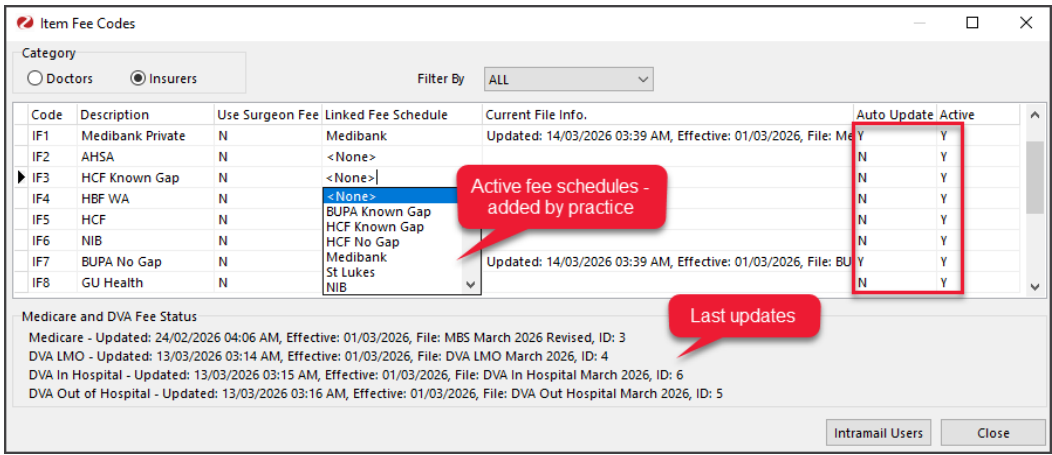 Item Fee Codes
Category
Doctors Insurers Filter By ALL
Code Description Use Surgeon Fee Linked Fee Schedule Current File Info. Auto Update Active
IF1 Medibank Private N Medibank Updated: 14/03/2026 03:39 AM, Effective: 01/03/2026, File: Me Y Y
IF2 AHSA N <None> N Y
IF3 HCF Known Gap N <None> N Y
IF4 HBF WA N N Y
IF5 HCF N N Y
IF6 NIB N N Y
IF7 BUPA No Gap N Updated: 14/03/2026 03:39 AM, Effective: 01/03/2026, File: BU Y Y
IF8 GU Health N N Y
<None>
BUPA Known Gap
HCF Known Gap
HCF No Gap
Medibank
St Lukes
NIB
Active fee schedules -
added by practice
Last updates
Medicare and DVA Fee Status
Medicare - Updated: 24/02/2026 04:06 AM, Effective: 01/03/2026, File: MBS March 2026 Revised, ID: 3
DVA LMO - Updated: 13/03/2026 03:14 AM, Effective: 01/03/2026, File: DVA LMO March 2026, ID: 4
DVA In Hospital - Updated: 13/03/2026 03:15 AM, Effective: 01/03/2026, File: DVA In Hospital March 2026, ID: 6
DVA Out of Hospital - Updated: 13/03/2026 03:16 AM, Effective: 01/03/2026, File: DVA Out Hospital March 2026, ID: 5
Intramail Users Close